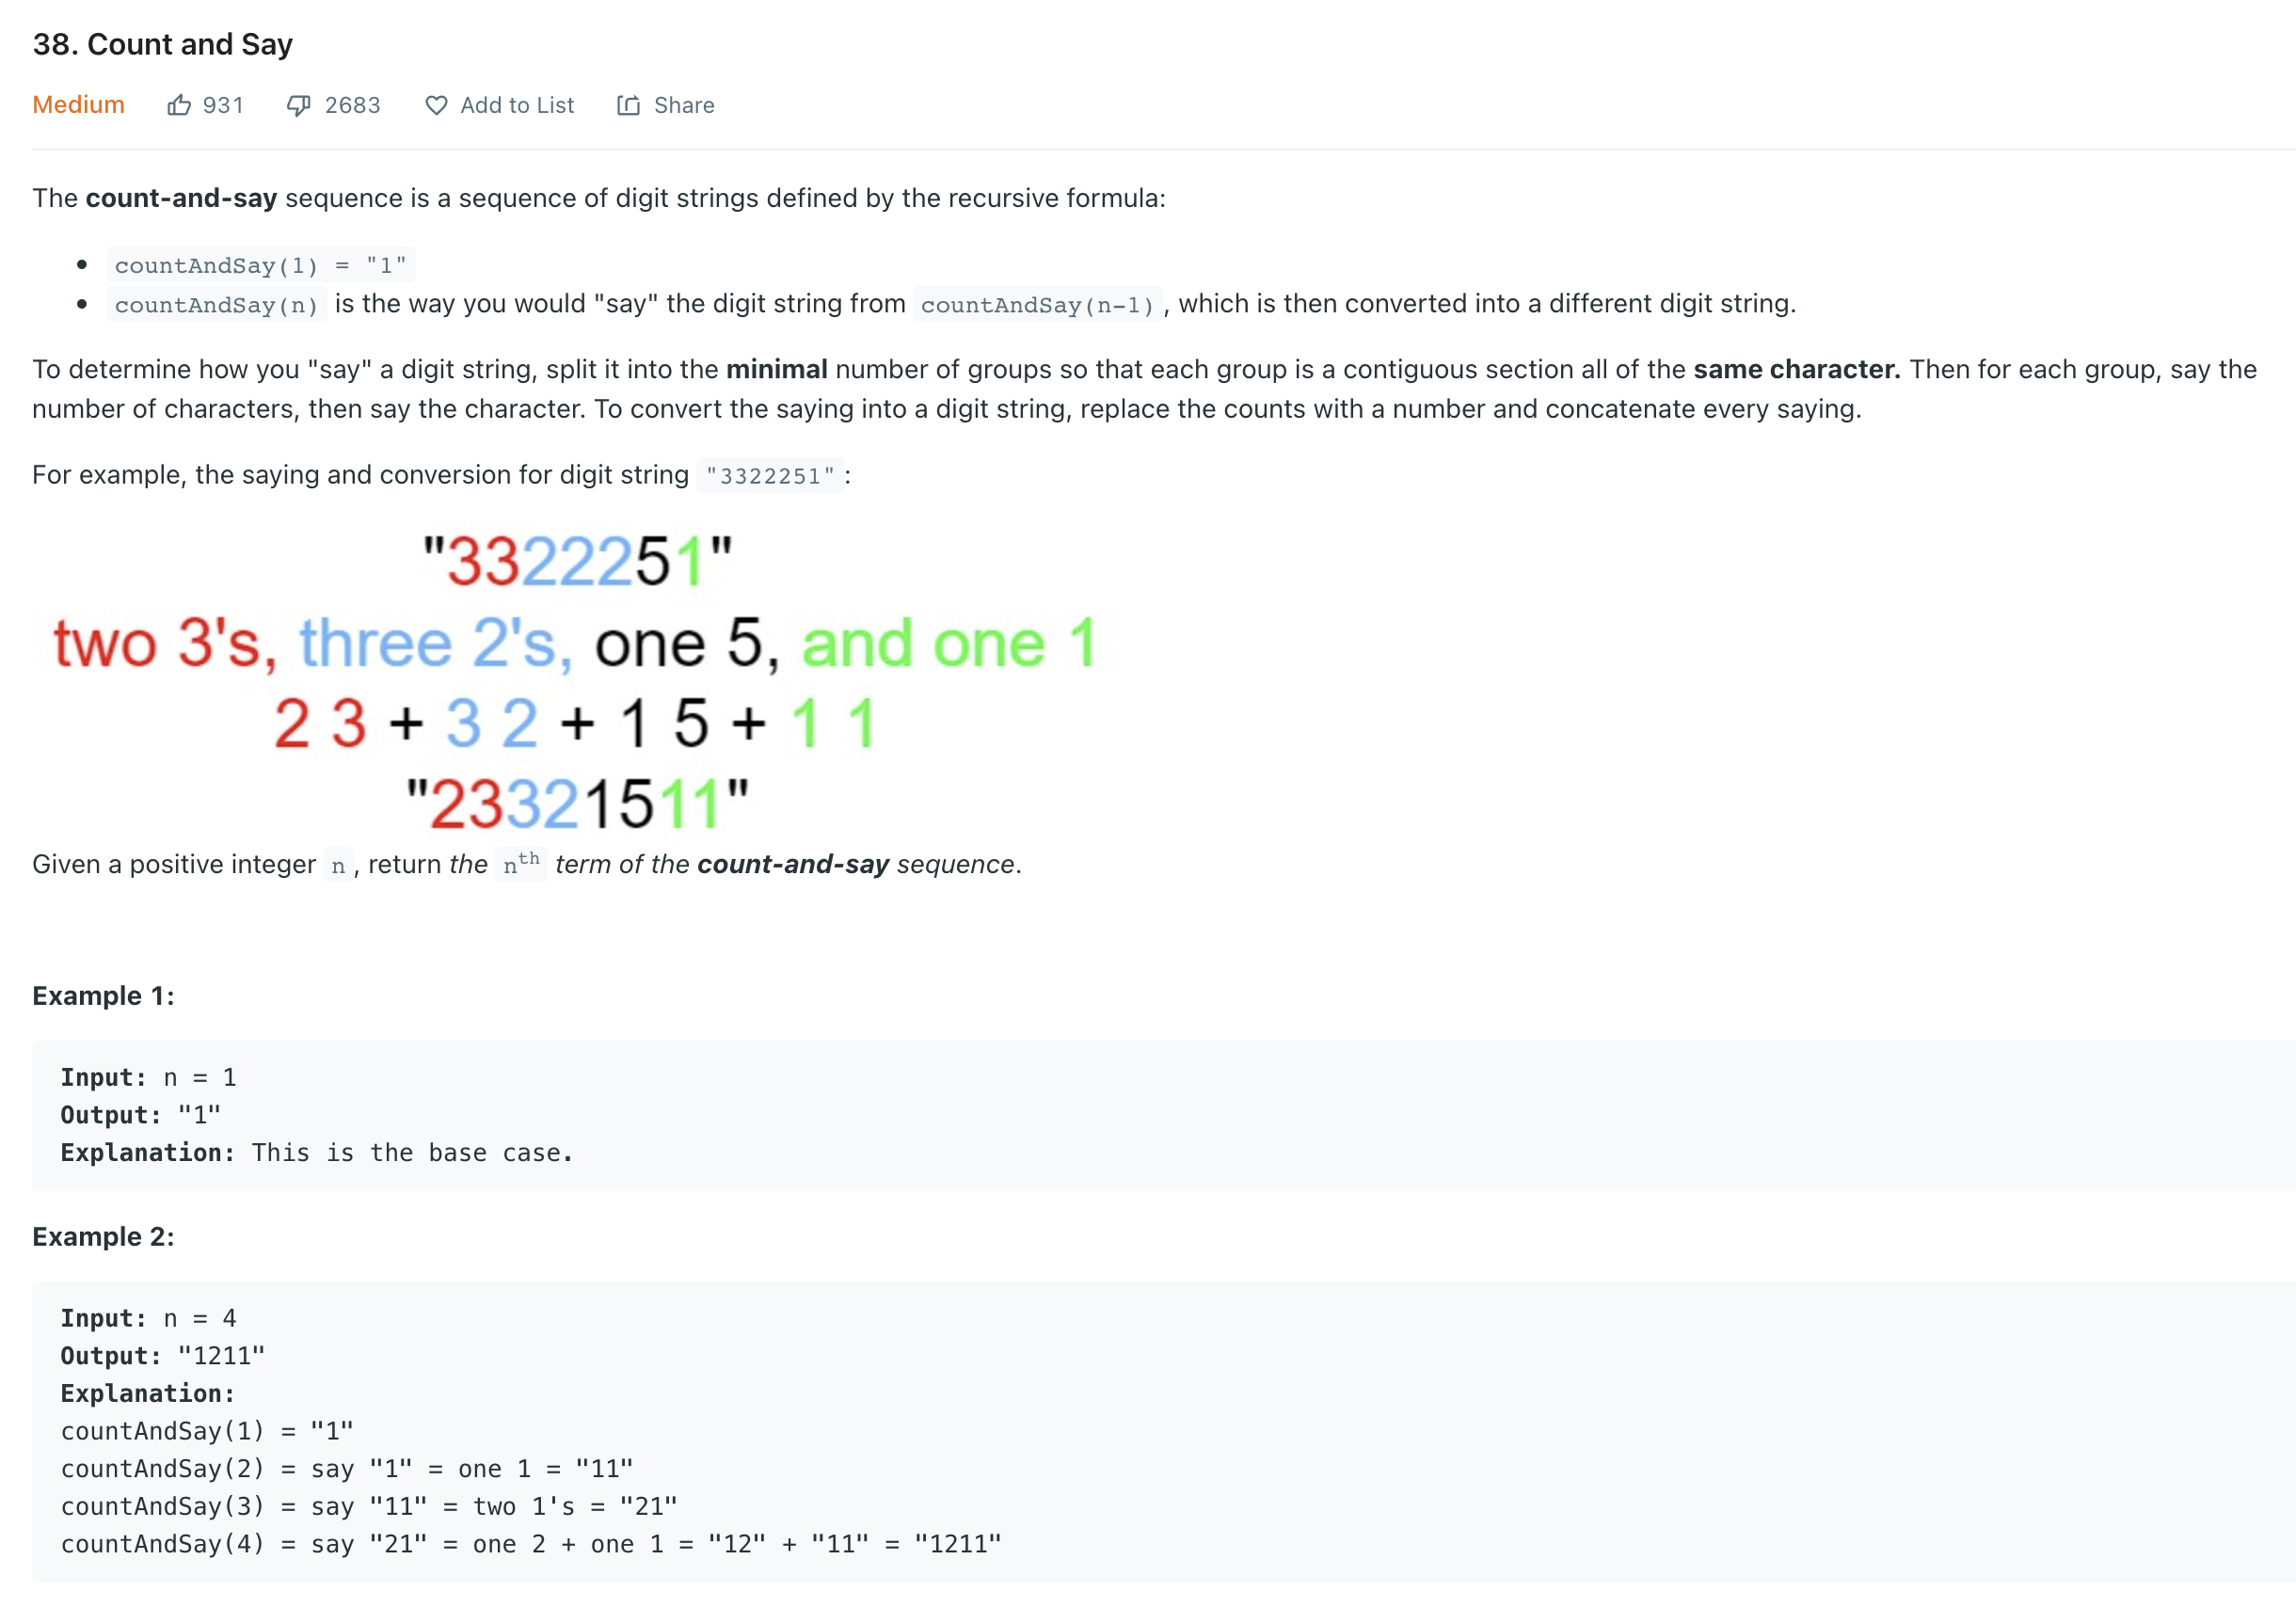 38. Count and Say
Medium 931 2683 Add to List Share
The count-and-say sequence is a sequence of digit strings defined by the recursive formula:
• countAndSay(1) = "1"
• countAndSay(n) is the way you would "say" the digit string from countAndSay(n-1), which is then converted into a different digit string.
To determine how you "say" a digit string, split it into the minimal number of groups so that each group is a contiguous section all of the same character. Then for each group, say the
number of characters, then say the character. To convert the saying into a digit string, replace the counts with a number and concatenate every saying.
For example, the saying and conversion for digit string "3322251":
"3322251"
two 3's, three 2's, one 5, and one 1
2 3 + 3 2 + 1 5 + 1 1
"23321511"
Given a positive integer n, return the nth term of the count-and-say sequence.
Example 1:
Input: n = 1
Output: "1"
Explanation: This is the base case.
Example 2:
Input: n = 4
Output: "1211"
Explanation:
countAndSay(1) = "1"
countAndSay(2) = say "1" = one 1 = "11"
countAndSay(3) = say "11" = two 1's = "21"
countAndSay(4) = say "21" = one 2 + one 1 = "12" + "11" = "1211"